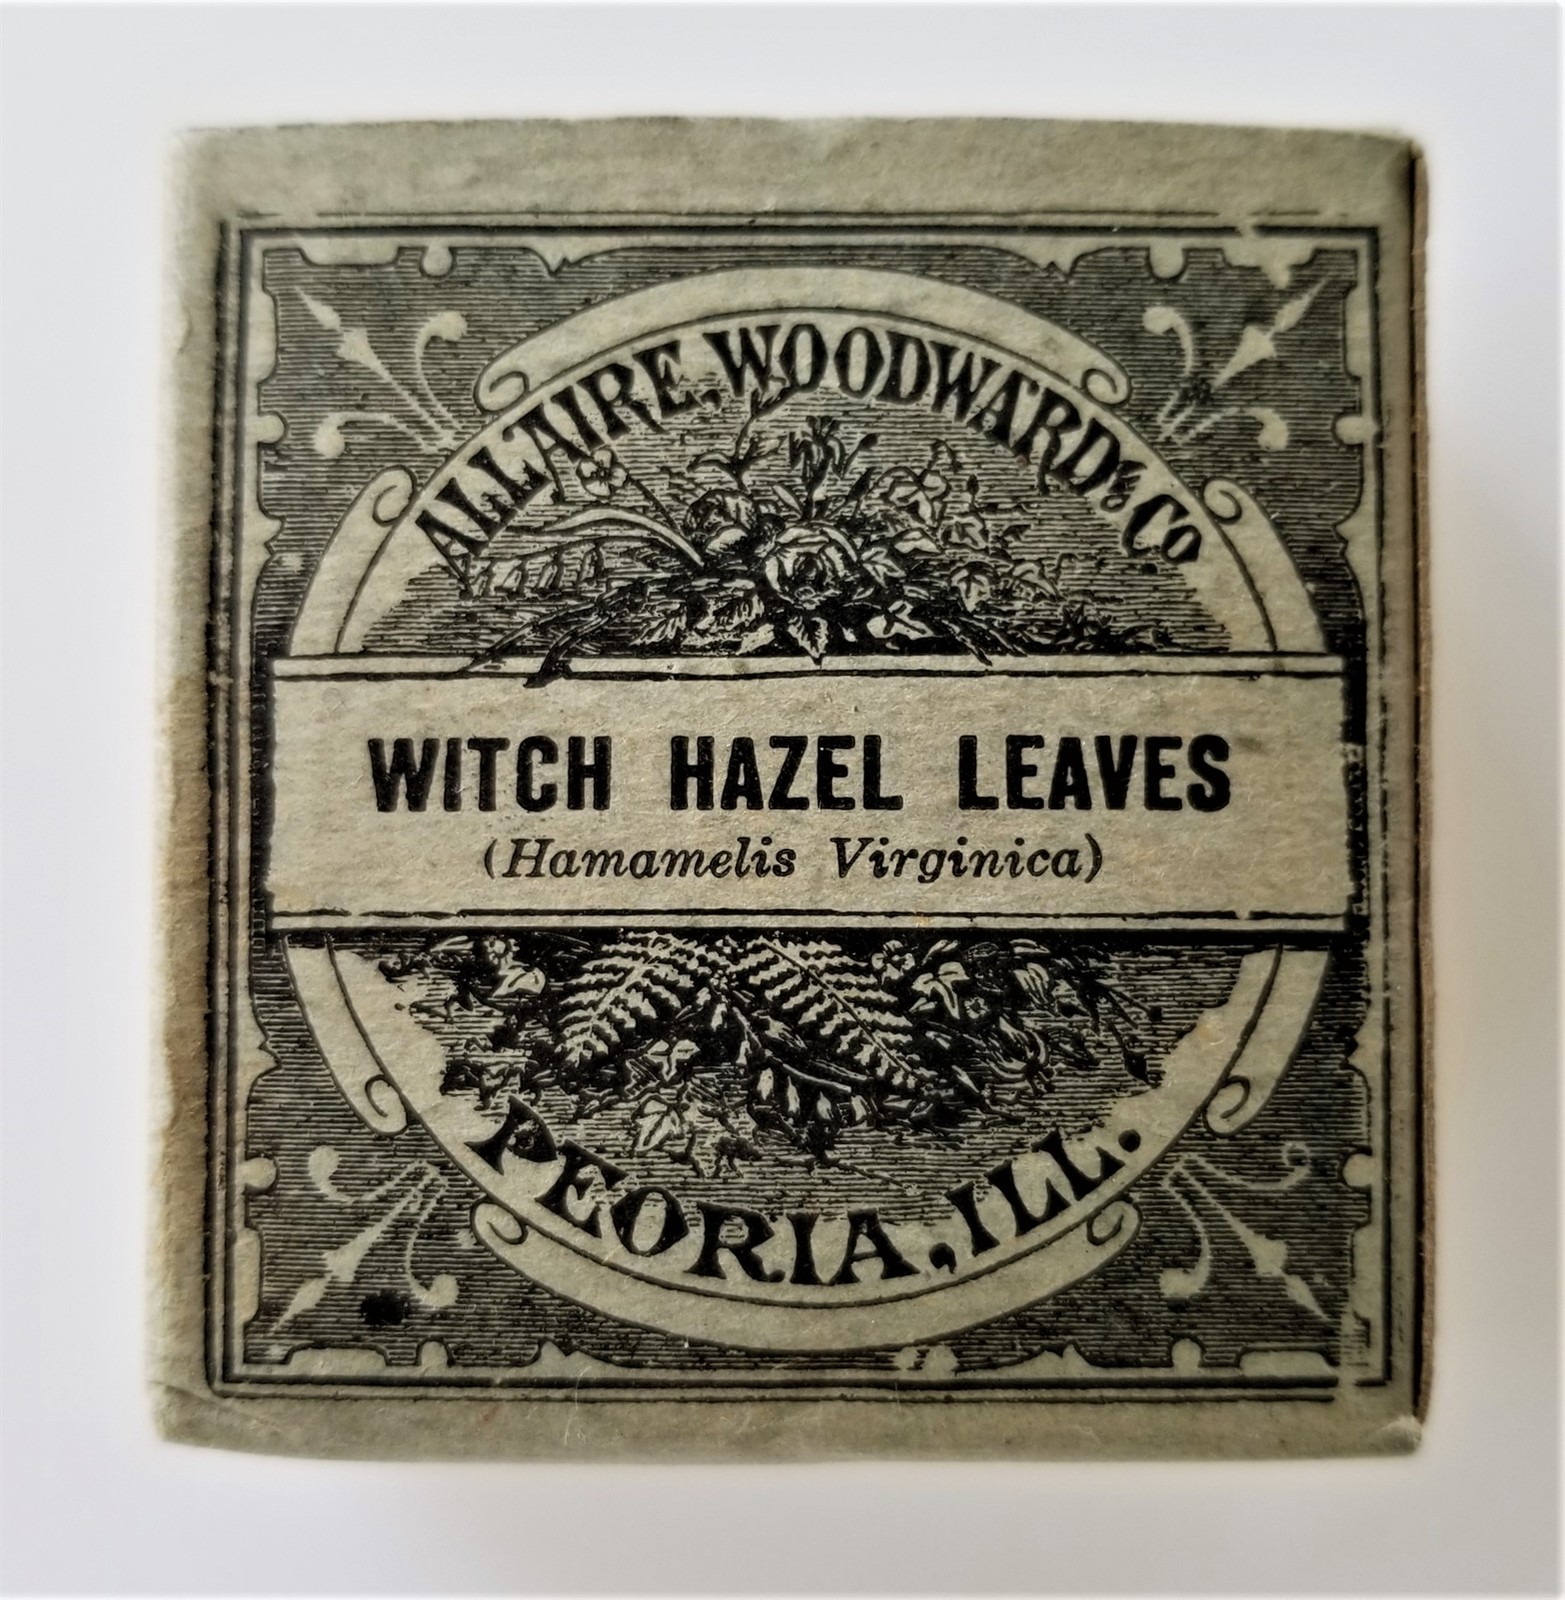 ALLAIRE, WOODWARD & CO
WITCH HAZEL LEAVES
(Hamamelis Virginica)
PEORIA, ILL.